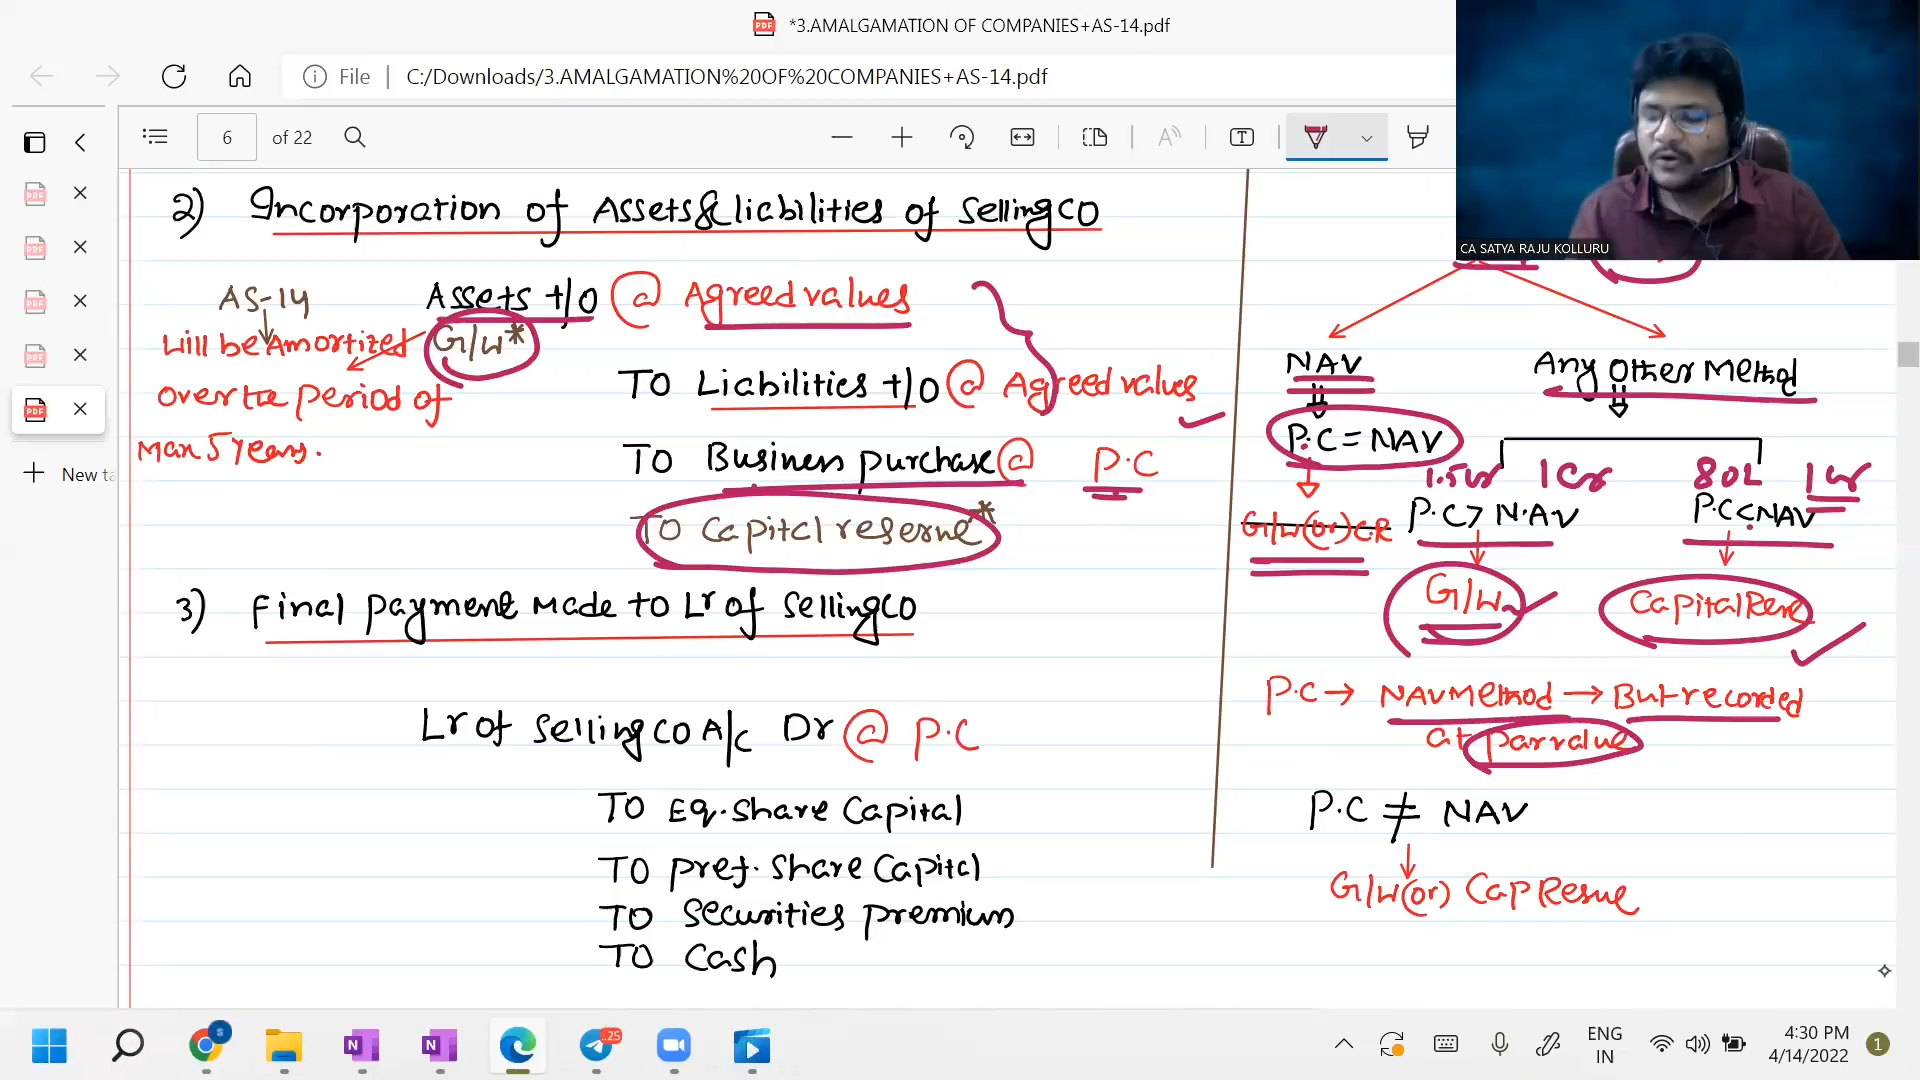 *3.AMALGAMATION OF COMPANIES+AS-14.pdf
File C:/Downloads/3.AMALGAMATION%20OF%20COMPANIES+AS-14.pdf
6 of 22
CA SATYA RAJU KOLLURU
New ta
2) Incorporation of Assets & liabilities of Selling CO
AS-14
Assets t/o @ Agreed values
G/W*
Will be Amortized
over the period of
Max 5 years.
TO Liabilities t/o @ Agreed values
TO Business purchase @ P.C
TO Capital reserve*
3) Final payment Made to Lr of Selling CO
Lr of Selling CO A/c Dr @ P.C
TO Eq. Share Capital
TO Pref. Share Capital
TO Securities premium
TO Cash
NAV
Any Other Method
P.C = NAV
1.5Cr 1Cr
80L 1Cr
G/W (or) CR
P.C > N.A.V
P.C < NAV
G/W
Capital Rese
P.C → NAV Method → But recorded
at par value
P.C ≠ NAV
G/W (or) Cap Reserve
.25
ENG
IN
4:30 PM
4/14/2022
1